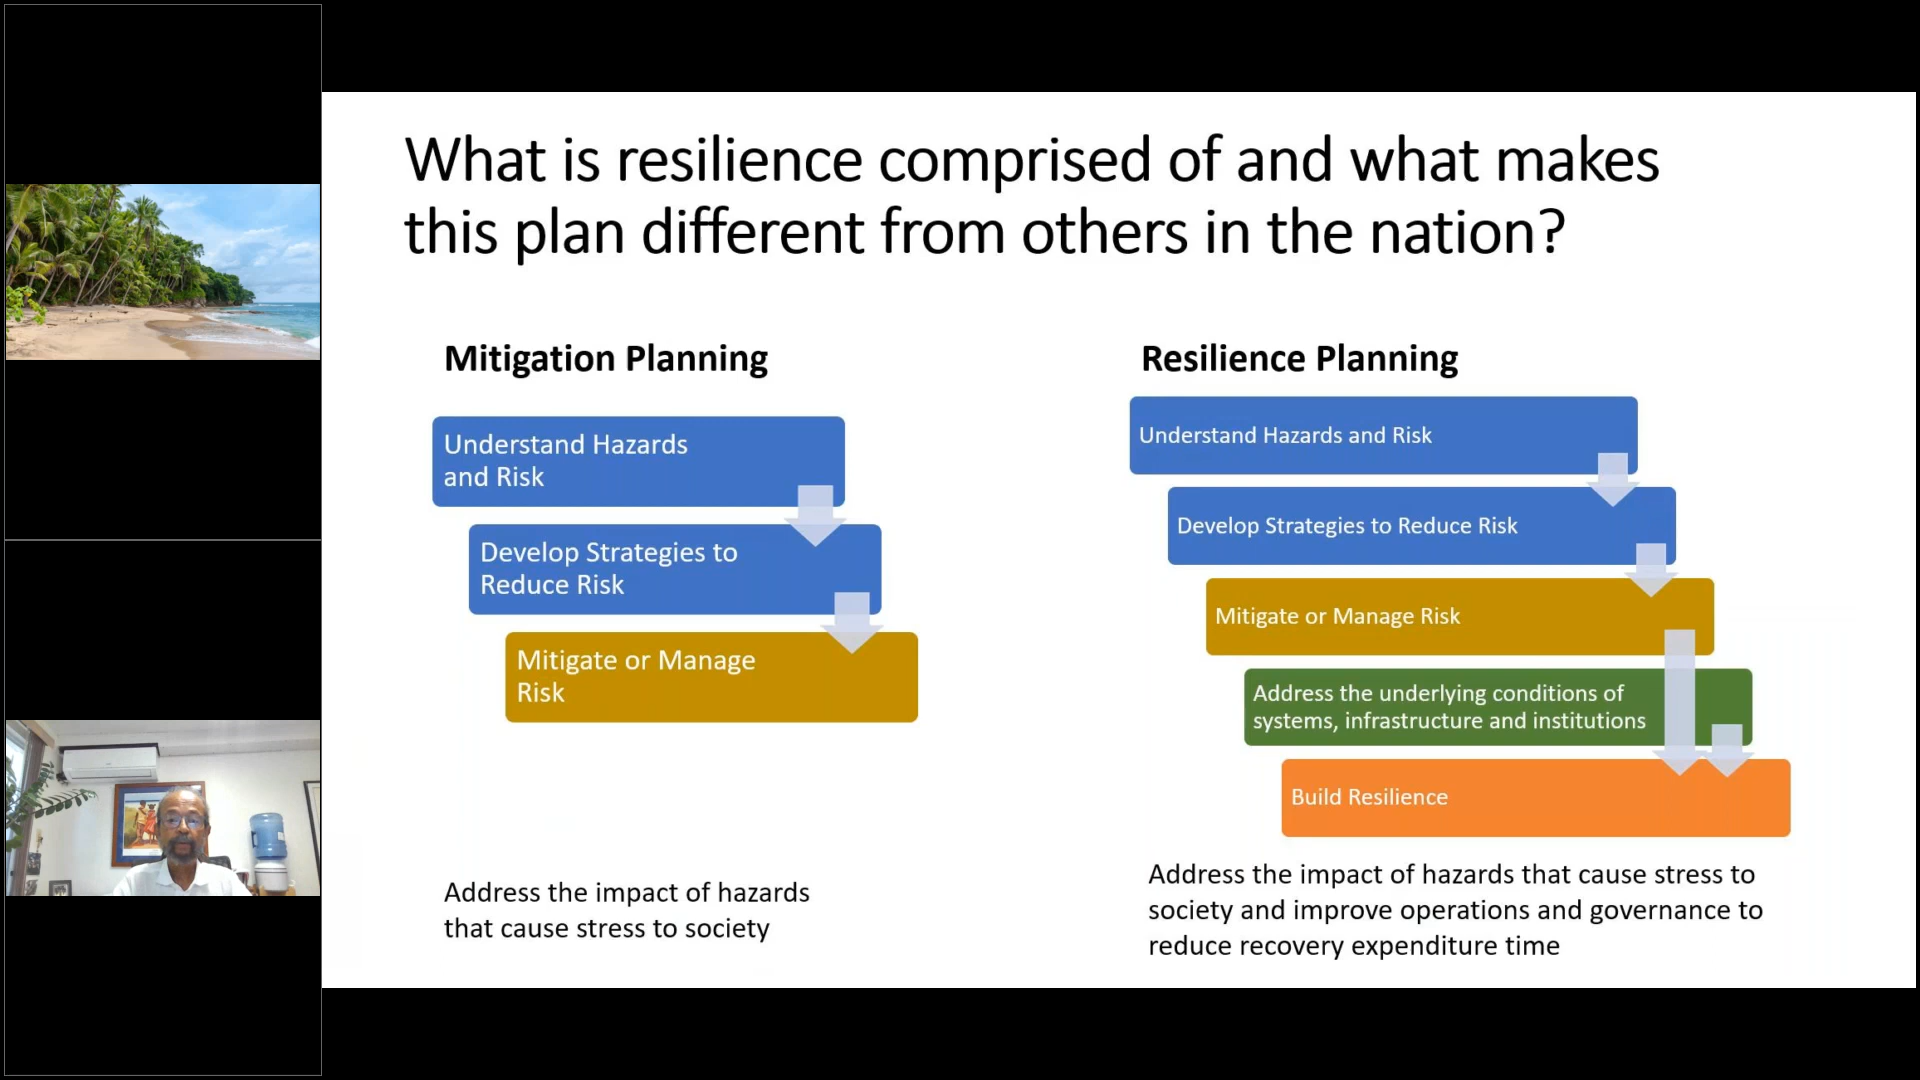 What is resilience comprised of and what makes
this plan different from others in the nation?
Mitigation Planning
Understand Hazards
and Risk
Develop Strategies to
Reduce Risk
Mitigate or Manage
Risk
Address the impact of hazards
that cause stress to society
Resilience Planning
Understand Hazards and Risk
Develop Strategies to Reduce Risk
Mitigate or Manage Risk
Address the underlying conditions of
systems, infrastructure and institutions
Build Resilience
Address the impact of hazards that cause stress to
society and improve operations and governance to
reduce recovery expenditure time